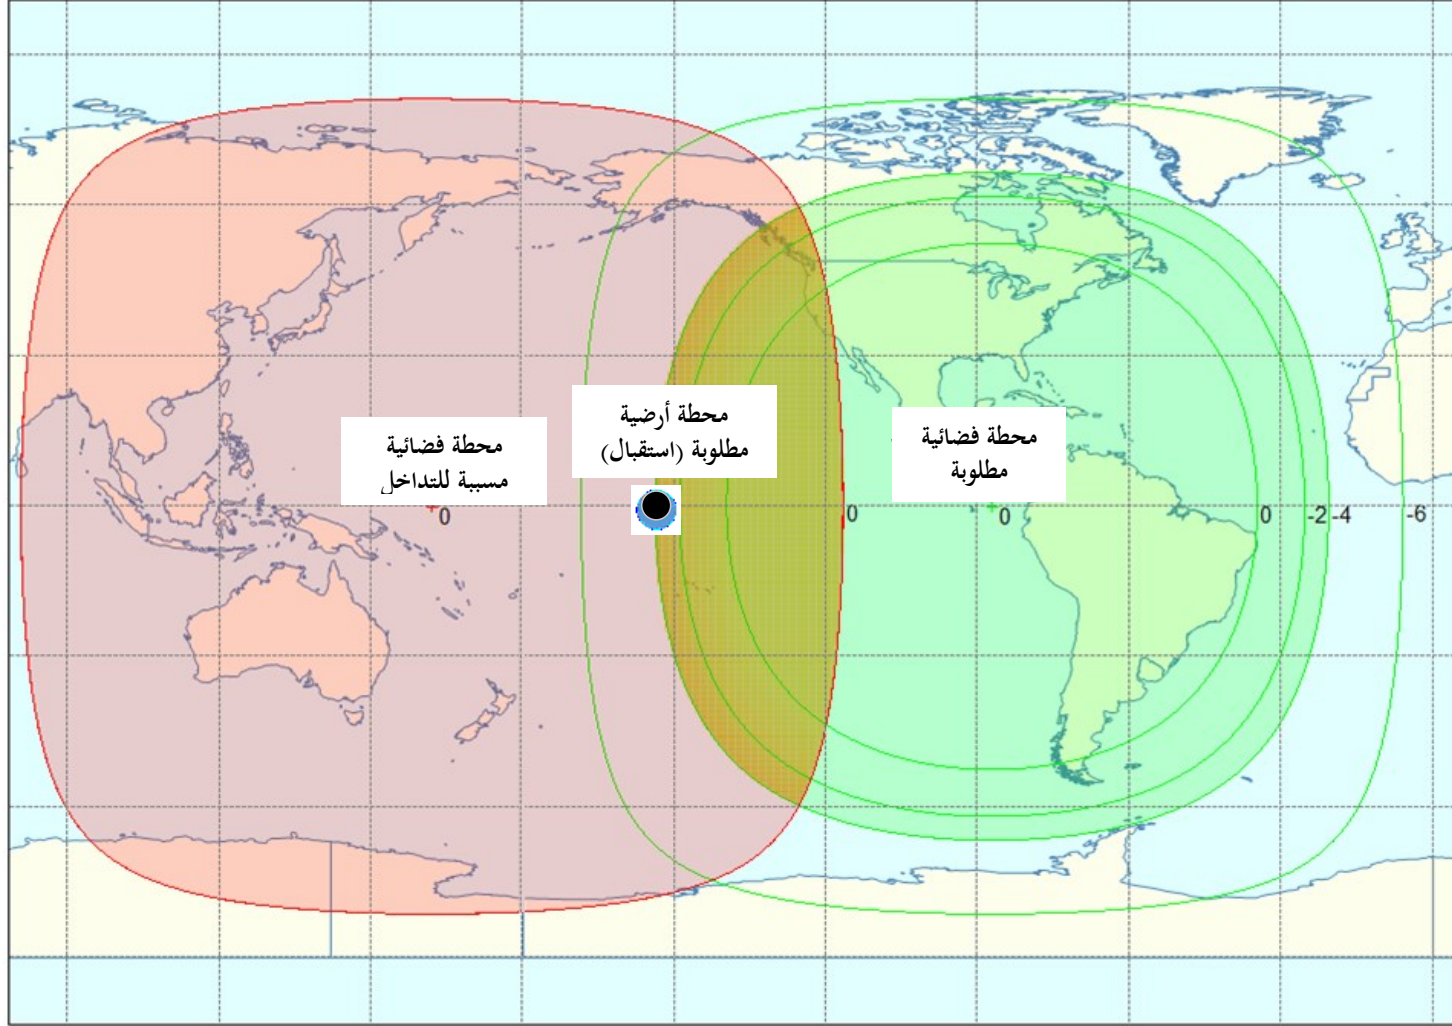 محطة أرضية
مطلوبة (استقبال)
محطة فضائية
مطلوبة
محطة فضائية
مسببة للتداخل
0
0
0
0
-2
-4
-6